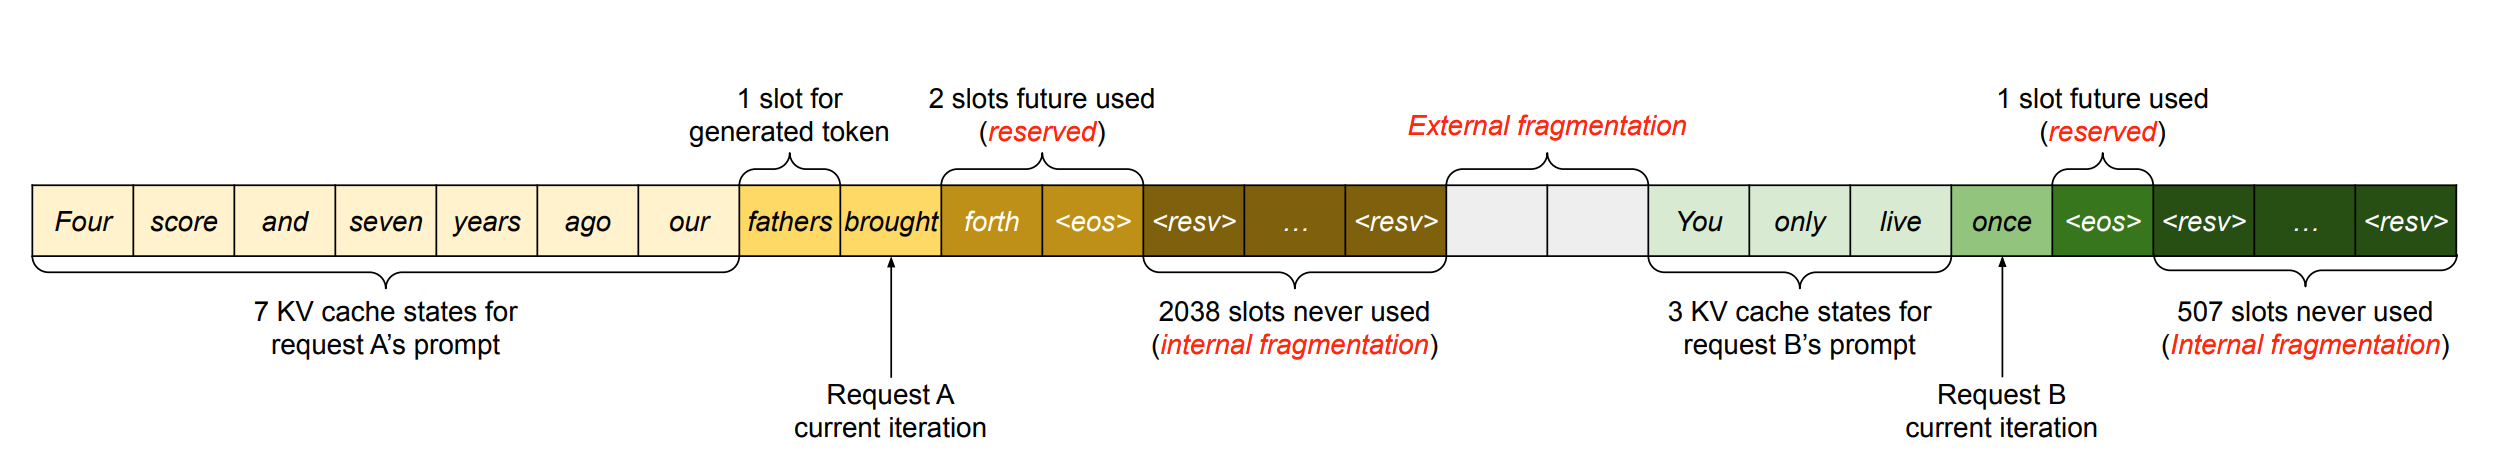 1 slot for
generated token
2 slots future used
(reserved)
External fragmentation
1 slot future used
(reserved)
Four score and seven years ago our fathers brought forth <eos> <resv> ... <resv> You only live once <eos> <resv> ... <resv>
7 KV cache states for
request A's prompt
2038 slots never used
(internal fragmentation)
3 KV cache states for
request B's prompt
507 slots never used
(Internal fragmentation)
Request A
current iteration
Request B
current iteration